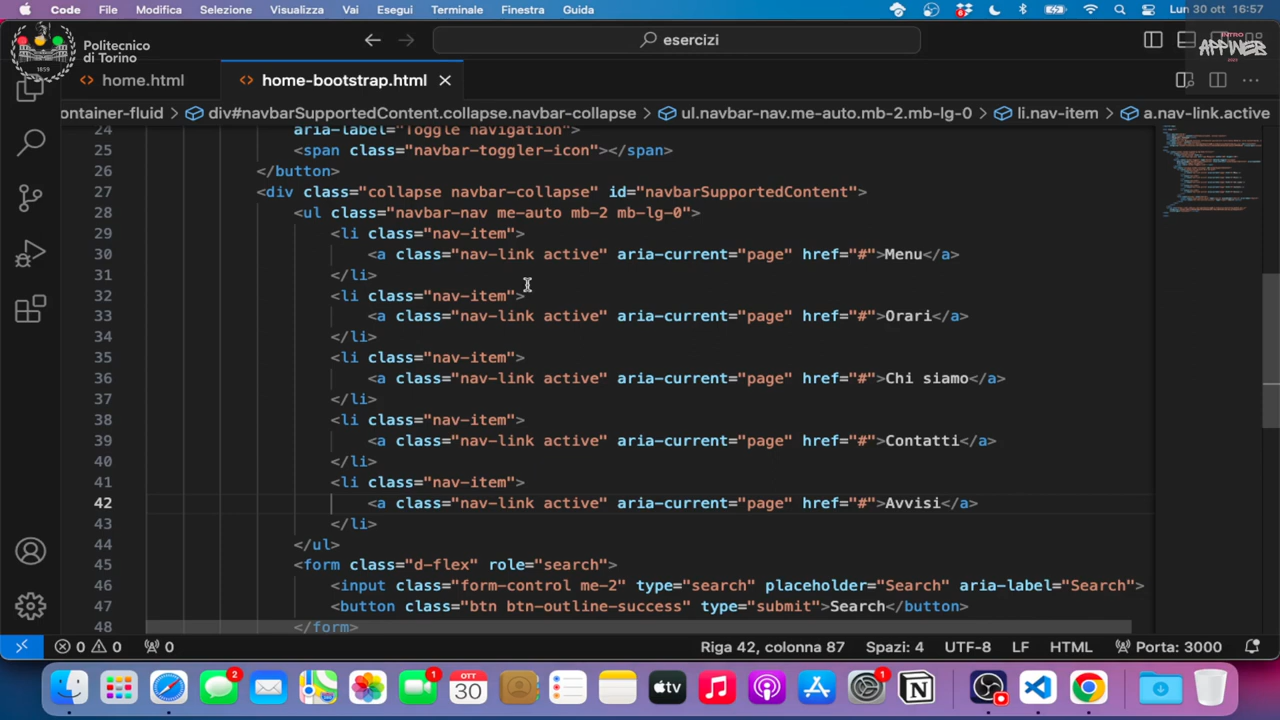 Code File Modifica Selezione Visualizza Vai Esegui Terminale Finestra Guida Lun 30 ott 16:57
Politecnico
di Torino
1859
esercizi
INTRO
APPIWEB
home.html
home-bootstrap.html
ontainer-fluid > div#navbarSupportedContent.collapse.navbar-collapse > ul.navbar-nav.me-auto.mb-2.mb-lg-0 > li.nav-item > a.nav-link.active
24 aria-label="Toggle navigation">
25 <span class="navbar-toggler-icon"></span>
26 </button>
27 <div class="collapse navbar-collapse" id="navbarSupportedContent">
28 <ul class="navbar-nav me-auto mb-2 mb-lg-0">
29 <li class="nav-item">
30 <a class="nav-link active" aria-current="page" href="#">Menu</a>
31 </li>
32 <li class="nav-item">
33 <a class="nav-link active" aria-current="page" href="#">Orari</a>
34 </li>
35 <li class="nav-item">
36 <a class="nav-link active" aria-current="page" href="#">Chi siamo</a>
37 </li>
38 <li class="nav-item">
39 <a class="nav-link active" aria-current="page" href="#">Contatti</a>
40 </li>
41 <li class="nav-item">
42 <a class="nav-link active" aria-current="page" href="#">Avvisi</a>
43 </li>
44 </ul>
45 <form class="d-flex" role="search">
46 <input class="form-control me-2" type="search" placeholder="Search" aria-label="Search">
47 <button class="btn btn-outline-success" type="submit">Search</button>
48 </form>
0 0 0 Riga 42, colonna 87 Spazi: 4 UTF-8 LF HTML Porta: 3000
2 1 OTT 30 tv 1